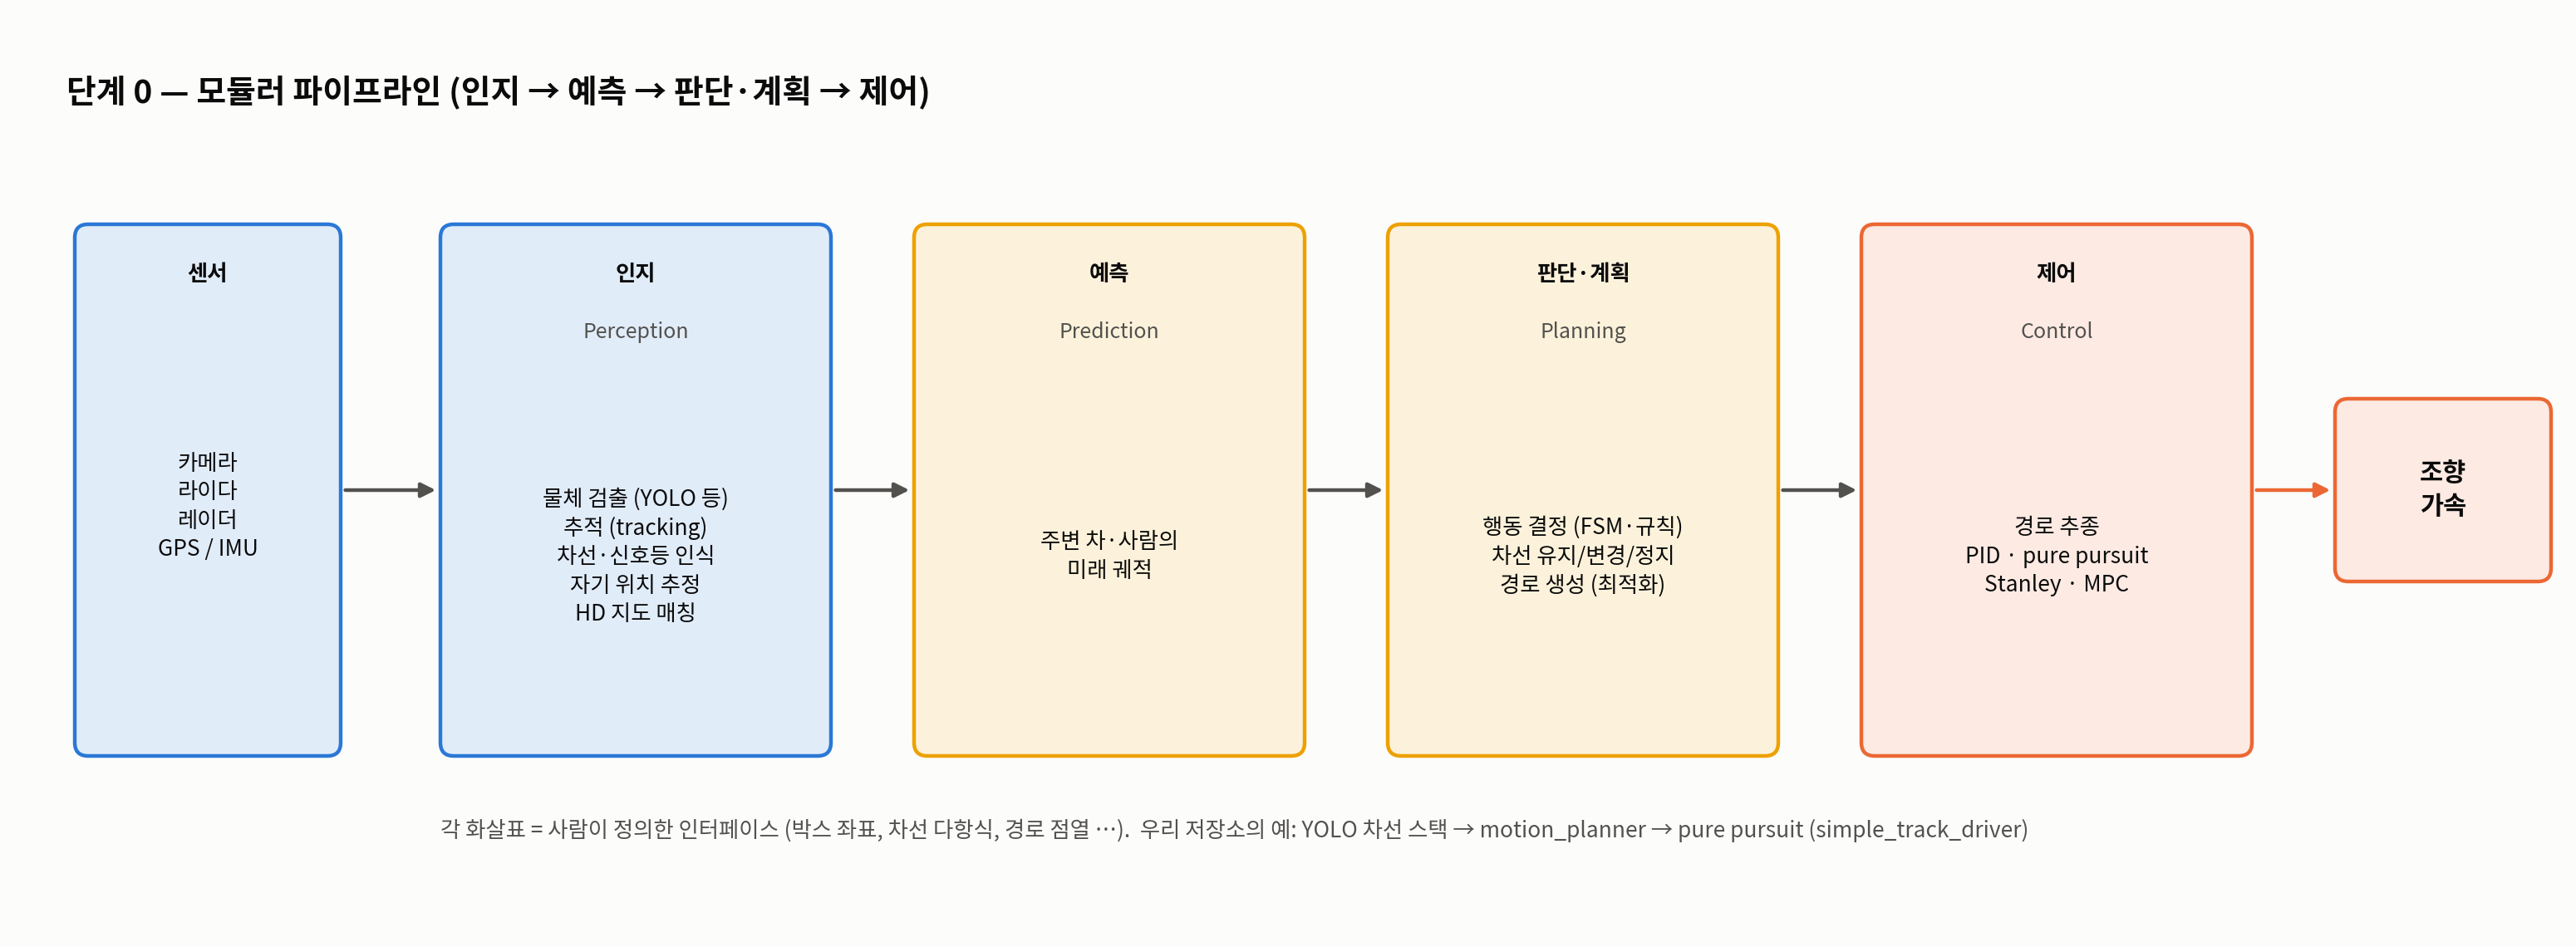 단계 0 — 모듈러 파이프라인 (인지 → 예측 → 판단·계획 → 제어)
센서
카메라
라이다
레이더
GPS / IMU
인지
Perception
물체 검출 (YOLO 등)
추적 (tracking)
차선·신호등 인식
자기 위치 추정
HD 지도 매칭
예측
Prediction
주변 차·사람의
미래 궤적
판단·계획
Planning
행동 결정 (FSM·규칙)
차선 유지/변경/정지
경로 생성 (최적화)
제어
Control
경로 추종
PID · pure pursuit
Stanley · MPC
조향
가속
각 화살표 = 사람이 정의한 인터페이스 (박스 좌표, 차선 다항식, 경로 점열 …). 우리 저장소의 예: YOLO 차선 스택 → motion_planner → pure pursuit (simple_track_driver)